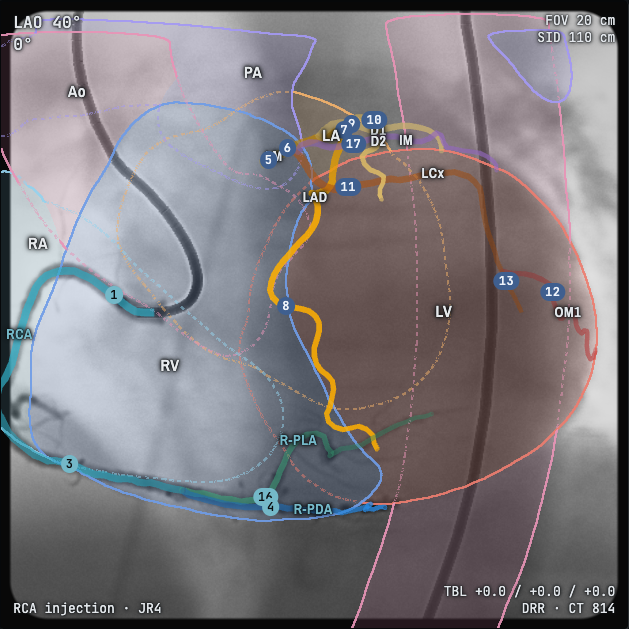 LAO 40°
0°
FOV 20 cm
SID 110 cm
PA
Ao
10
9
7
D1
LA
6
17
D2
IM
5
LCx
11
LAD
RA
13
1
12
8
LV
OM1
RCA
RV
R-PLA
3
16
4
R-PDA
TBL +0.0 / +0.0 / +0.0
RCA injection · JR4
DRR · CT 814